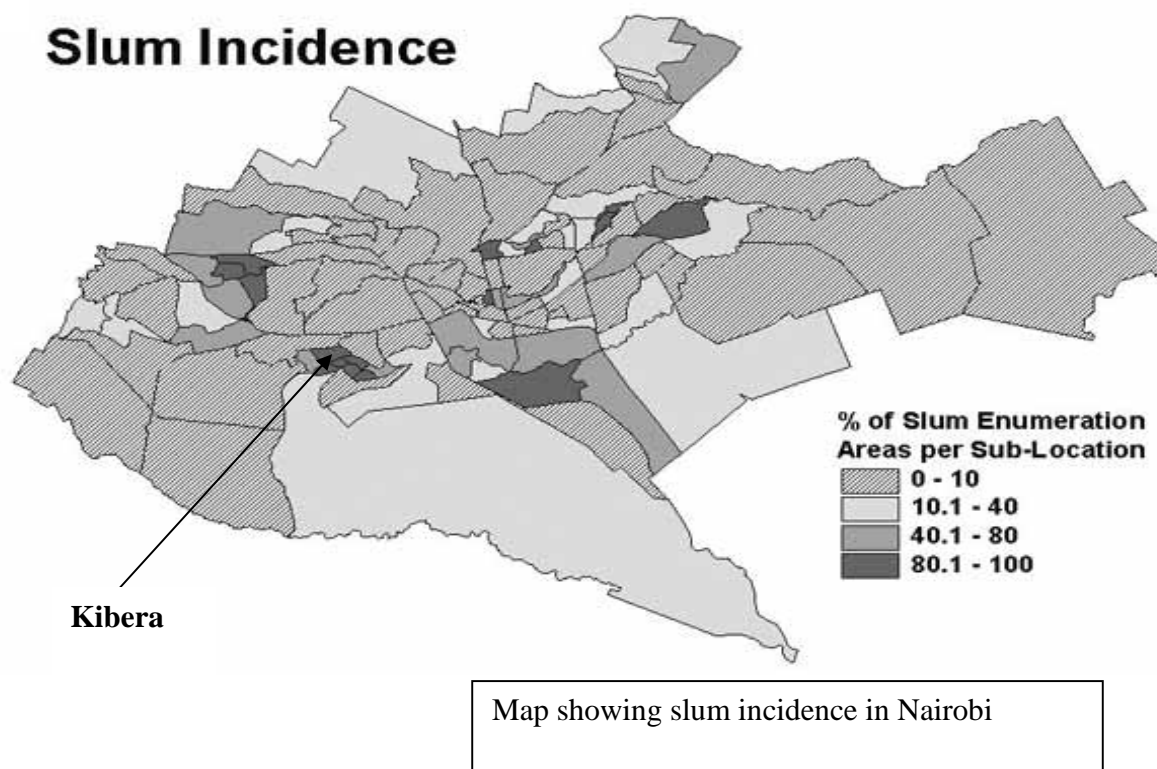 Slum Incidence
% of Slum Enumeration
Areas per Sub-Location
0 - 10
10.1 - 40
40.1 - 80
80.1 - 100
Kibera
Map showing slum incidence in Nairobi